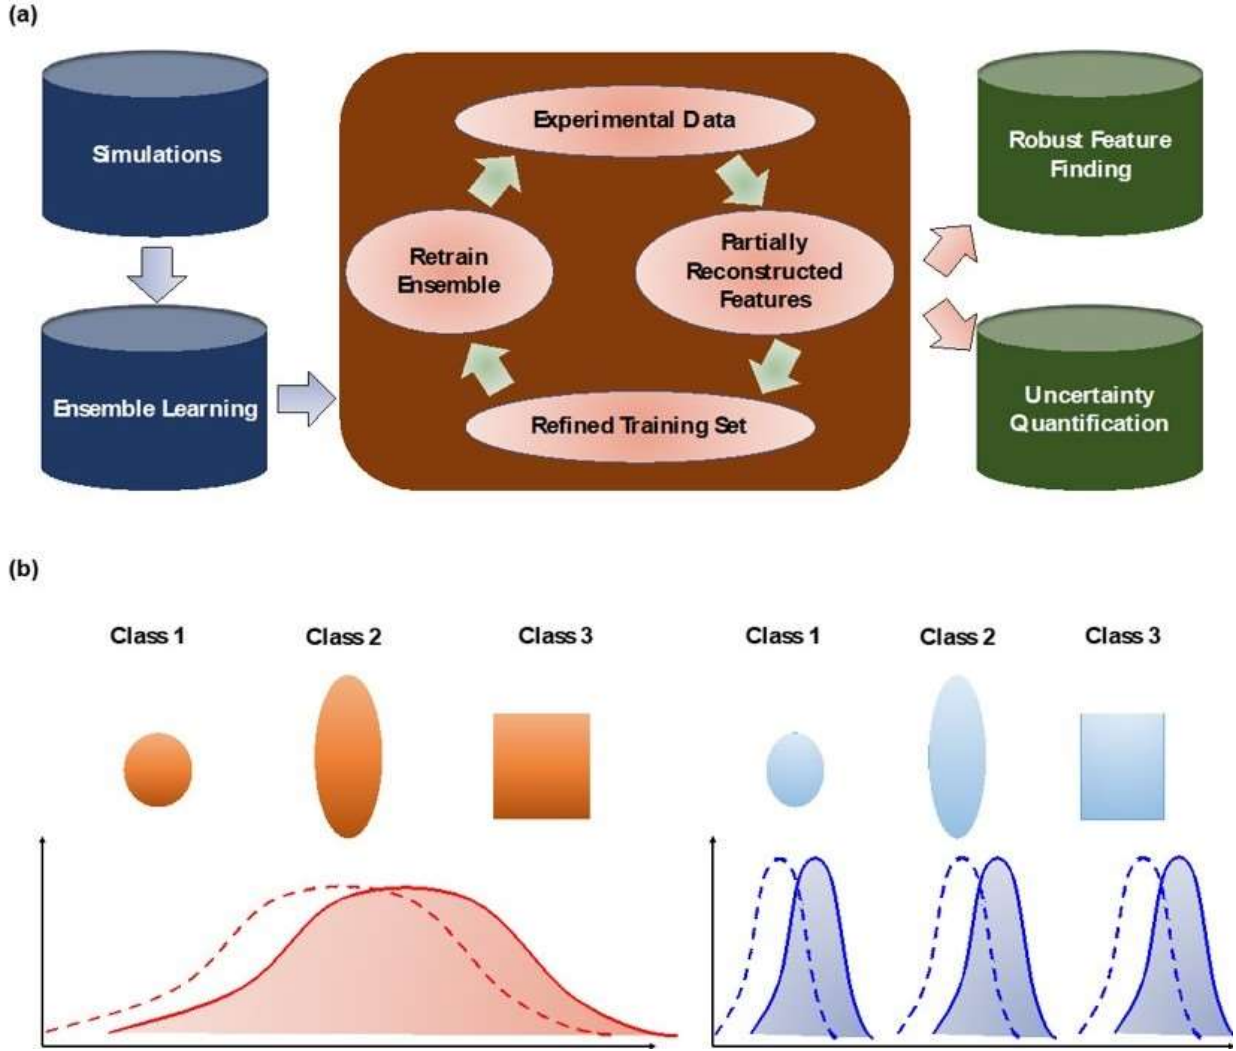 (a)
Simulations
Ensemble Learning
Experimental Data
Retrain
Ensemble
Partially
Reconstructed
Features
Refined Training Set
Robust Feature
Finding
Uncertainty
Quantification
(b)
Class 1
Class 2
Class 3
Class 1
Class 2
Class 3